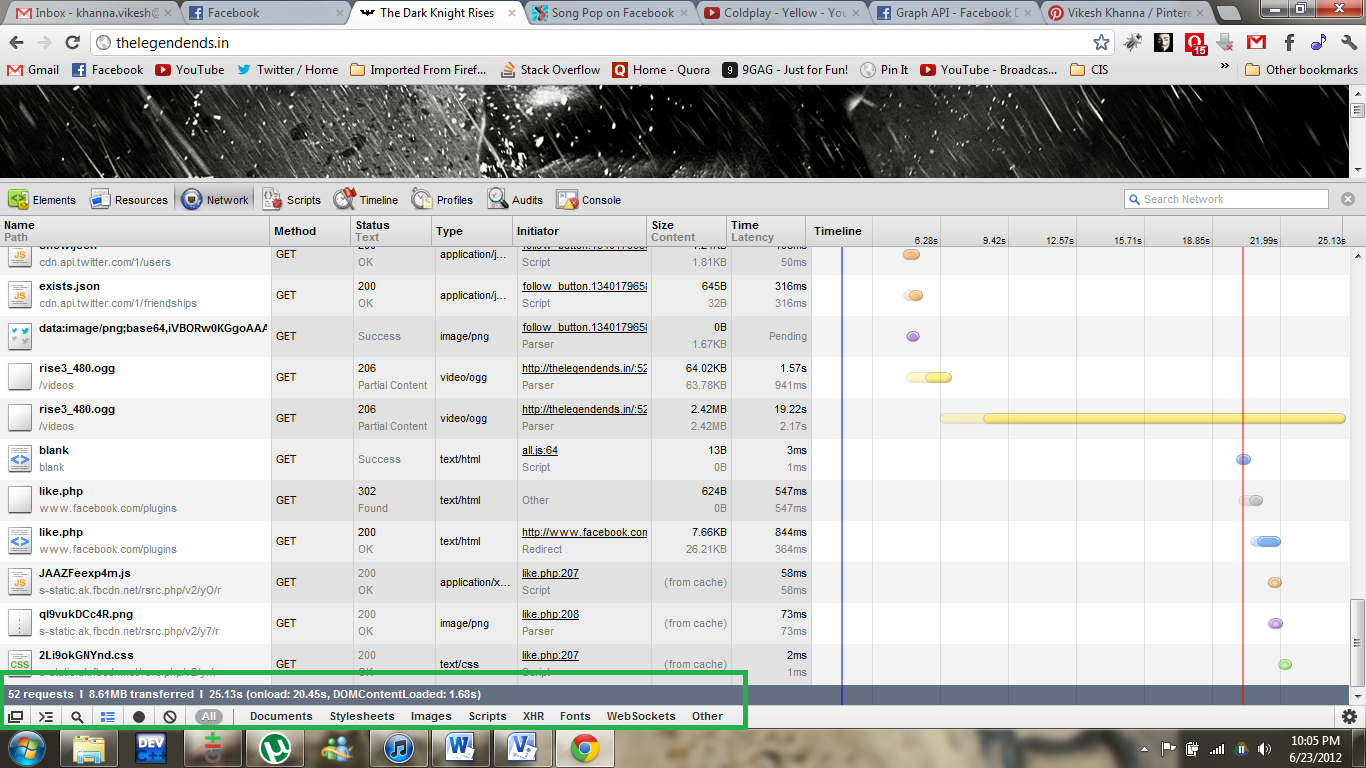 Inbox - khanna.vikesh@
Facebook
The Dark Knight Rises
Song Pop on Facebook
Coldplay - Yellow - You
Graph API - Facebook D
Vikesh Khanna / Pintere
thelegendends.in
15
Gmail Facebook YouTube Twitter / Home Imported From Firef... Stack Overflow Home - Quora 9GAG - Just for Fun! Pin It YouTube - Broadcas... CIS » Other bookmarks
Elements Resources Network Scripts Timeline Profiles Audits Console Search Network
Name Method Status Type Initiator Size Time Timeline
Path Text Content Latency
6.28s 9.42s 12.57s 15.71s 18.85s 21.99s 25.13s
cdn.api.twitter.com/1/users GET OK application/j... Script 1.81KB 50ms
exists.json 200 follow_button.1340179658 645B 316ms
GET application/j...
cdn.api.twitter.com/1/friendships OK Script 32B 316ms
data:image/png;base64,iVBORw0KGgoAAA follow_button.1340179658 0B
GET Success image/png Pending
Parser 1.67KB
rise3_480.ogg 206 http://thelegendends.in/:52 64.02KB 1.57s
GET video/ogg
/videos Partial Content Parser 63.78KB 941ms
rise3_480.ogg 206 http://thelegendends.in/:52 2.42MB 19.22s
GET video/ogg
/videos Partial Content Parser 2.42MB 2.17s
blank all.js:64 13B 3ms
GET Success text/html
blank Script 0B 1ms
like.php 302 624B 547ms
GET text/html Other
www.facebook.com/plugins Found 0B 547ms
like.php 200 http://www.facebook.com 7.66KB 844ms
GET text/html
www.facebook.com/plugins OK Redirect 26.21KB 364ms
JAAZFeexp4m.js 200 like.php:207 58ms
GET application/x... (from cache)
s-static.ak.fbcdn.net/rsrc.php/v2/yO/r OK Script 58ms
ql9vukDCc4R.png 200 like.php:208 73ms
GET image/png (from cache)
s-static.ak.fbcdn.net/rsrc.php/v2/y7/r OK Parser 73ms
2Li9okGNYnd.css 200 like.php:207 2ms
GET text/css (from cache)
1ms
52 requests I 8.61MB transferred I 25.13s (onload: 20.45s, DOMContentLoaded: 1.68s)
All Documents Stylesheets Images Scripts XHR Fonts WebSockets Other
10:05 PM
6/23/2012